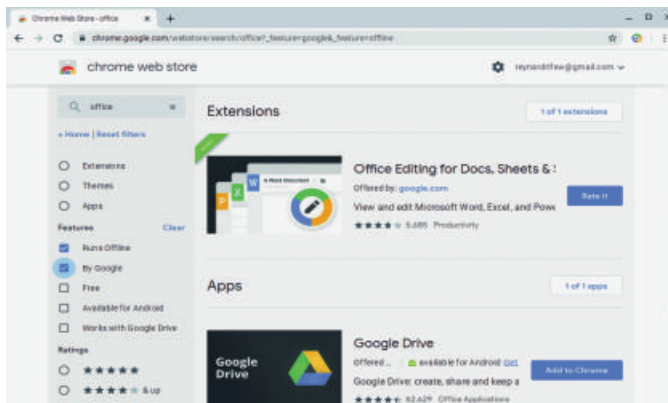 Chrome Web Store - office
chrome.google.com/webstore/search/office?_feature=google&_feature=offline
chrome web store
office
« Home | Reset filters
Extensions
Themes
Apps
Features Clear
Runs Offline
By Google
Free
Available for Android
Works with Google Drive
Ratings
& up
Extensions
1 of 1 extensions
W
X
P
Office Editing for Docs, Sheets & S
Offered by: google.com
View and edit Microsoft Word, Excel, and Powe
5,685 Productivity
Rate it
Apps
1 of 1 apps
Google
Drive
Google Drive
Offered ... available for Android Get
Google Drive: create, share and keep a
62,629 Office Applications
Add to Chrome